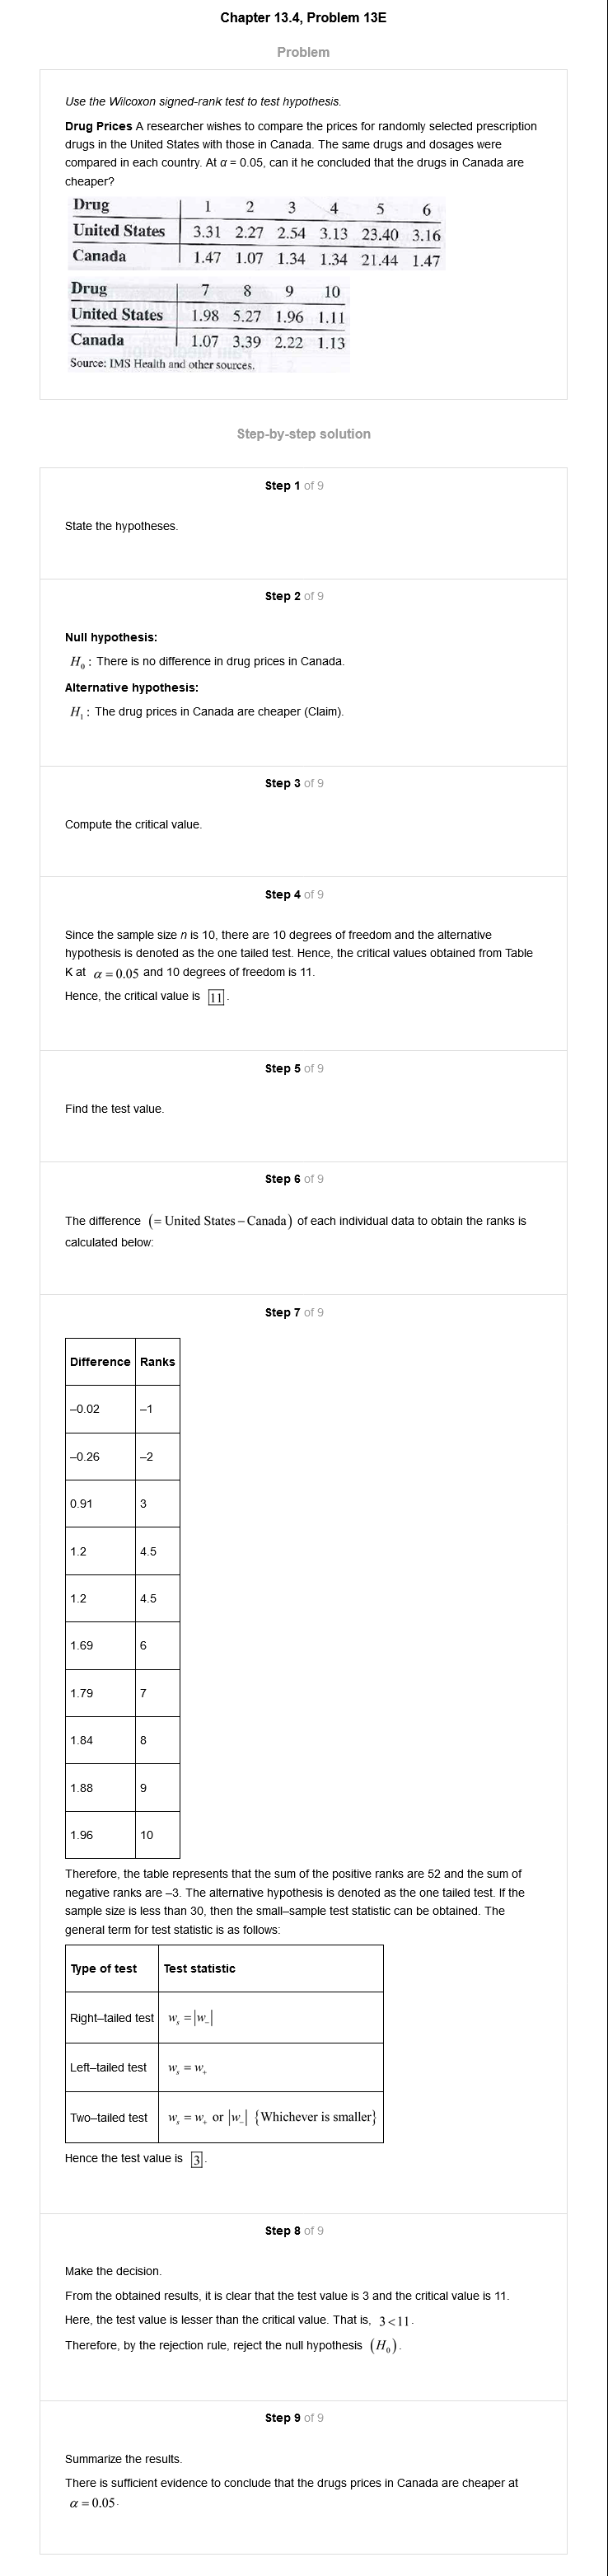 Chapter 13.4, Problem 13E
Problem
Use the Wilcoxon signed-rank test to test hypothesis.
Drug Prices A researcher wishes to compare the prices for randomly selected prescription
drugs in the United States with those in Canada. The same drugs and dosages were
compared in each country. At α = 0.05, can it he concluded that the drugs in Canada are
cheaper?
Drug 1 2 3 4 5 6
United States 3.31 2.27 2.54 3.13 23.40 3.16
Canada 1.47 1.07 1.34 1.34 21.44 1.47
Drug 7 8 9 10
United States 1.98 5.27 1.96 1.11
Canada 1.07 3.39 2.22 1.13
Source: IMS Health and other sources.
Step-by-step solution
Step 1 of 9
State the hypotheses.
Step 2 of 9
Null hypothesis:
H₀ : There is no difference in drug prices in Canada.
Alternative hypothesis:
H₁ : The drug prices in Canada are cheaper (Claim).
Step 3 of 9
Compute the critical value.
Step 4 of 9
Since the sample size n is 10, there are 10 degrees of freedom and the alternative
hypothesis is denoted as the one tailed test. Hence, the critical values obtained from Table
K at α = 0.05 and 10 degrees of freedom is 11.
Hence, the critical value is 11.
Step 5 of 9
Find the test value.
Step 6 of 9
The difference (= United States – Canada) of each individual data to obtain the ranks is
calculated below:
Step 7 of 9
Difference Ranks
–0.02 –1
–0.26 –2
0.91 3
1.2 4.5
1.2 4.5
1.69 6
1.79 7
1.84 8
1.88 9
1.96 10
Therefore, the table represents that the sum of the positive ranks are 52 and the sum of
negative ranks are –3. The alternative hypothesis is denoted as the one tailed test. If the
sample size is less than 30, then the small–sample test statistic can be obtained. The
general term for test statistic is as follows:
Type of test Test statistic
Right–tailed test wₛ = |w₋|
Left–tailed test wₛ = w₊
Two–tailed test wₛ = w₊ or |w₋| {Whichever is smaller}
Hence the test value is 3.
Step 8 of 9
Make the decision.
From the obtained results, it is clear that the test value is 3 and the critical value is 11.
Here, the test value is lesser than the critical value. That is, 3 < 11.
Therefore, by the rejection rule, reject the null hypothesis (H₀).
Step 9 of 9
Summarize the results.
There is sufficient evidence to conclude that the drugs prices in Canada are cheaper at
α = 0.05.